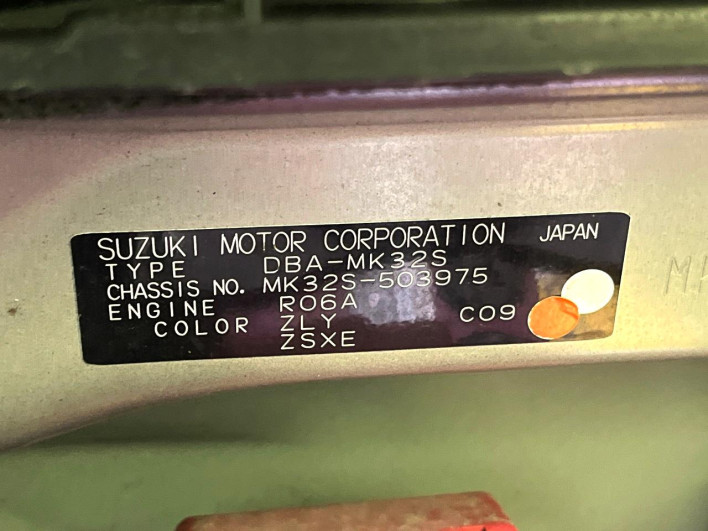 SUZUKI MOTOR CORPORATION JAPAN
TYPE DBA-MK32S
CHASSIS NO. MK32S-503975
ENGINE R06A
COLOR ZLY C09
ZSXE